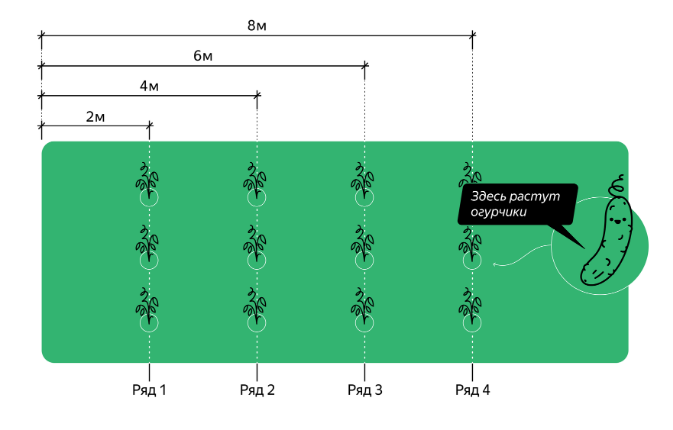 8м
6м
4м
2м
Здесь растут
огурчики
Ряд 1
Ряд 2
Ряд 3
Ряд 4